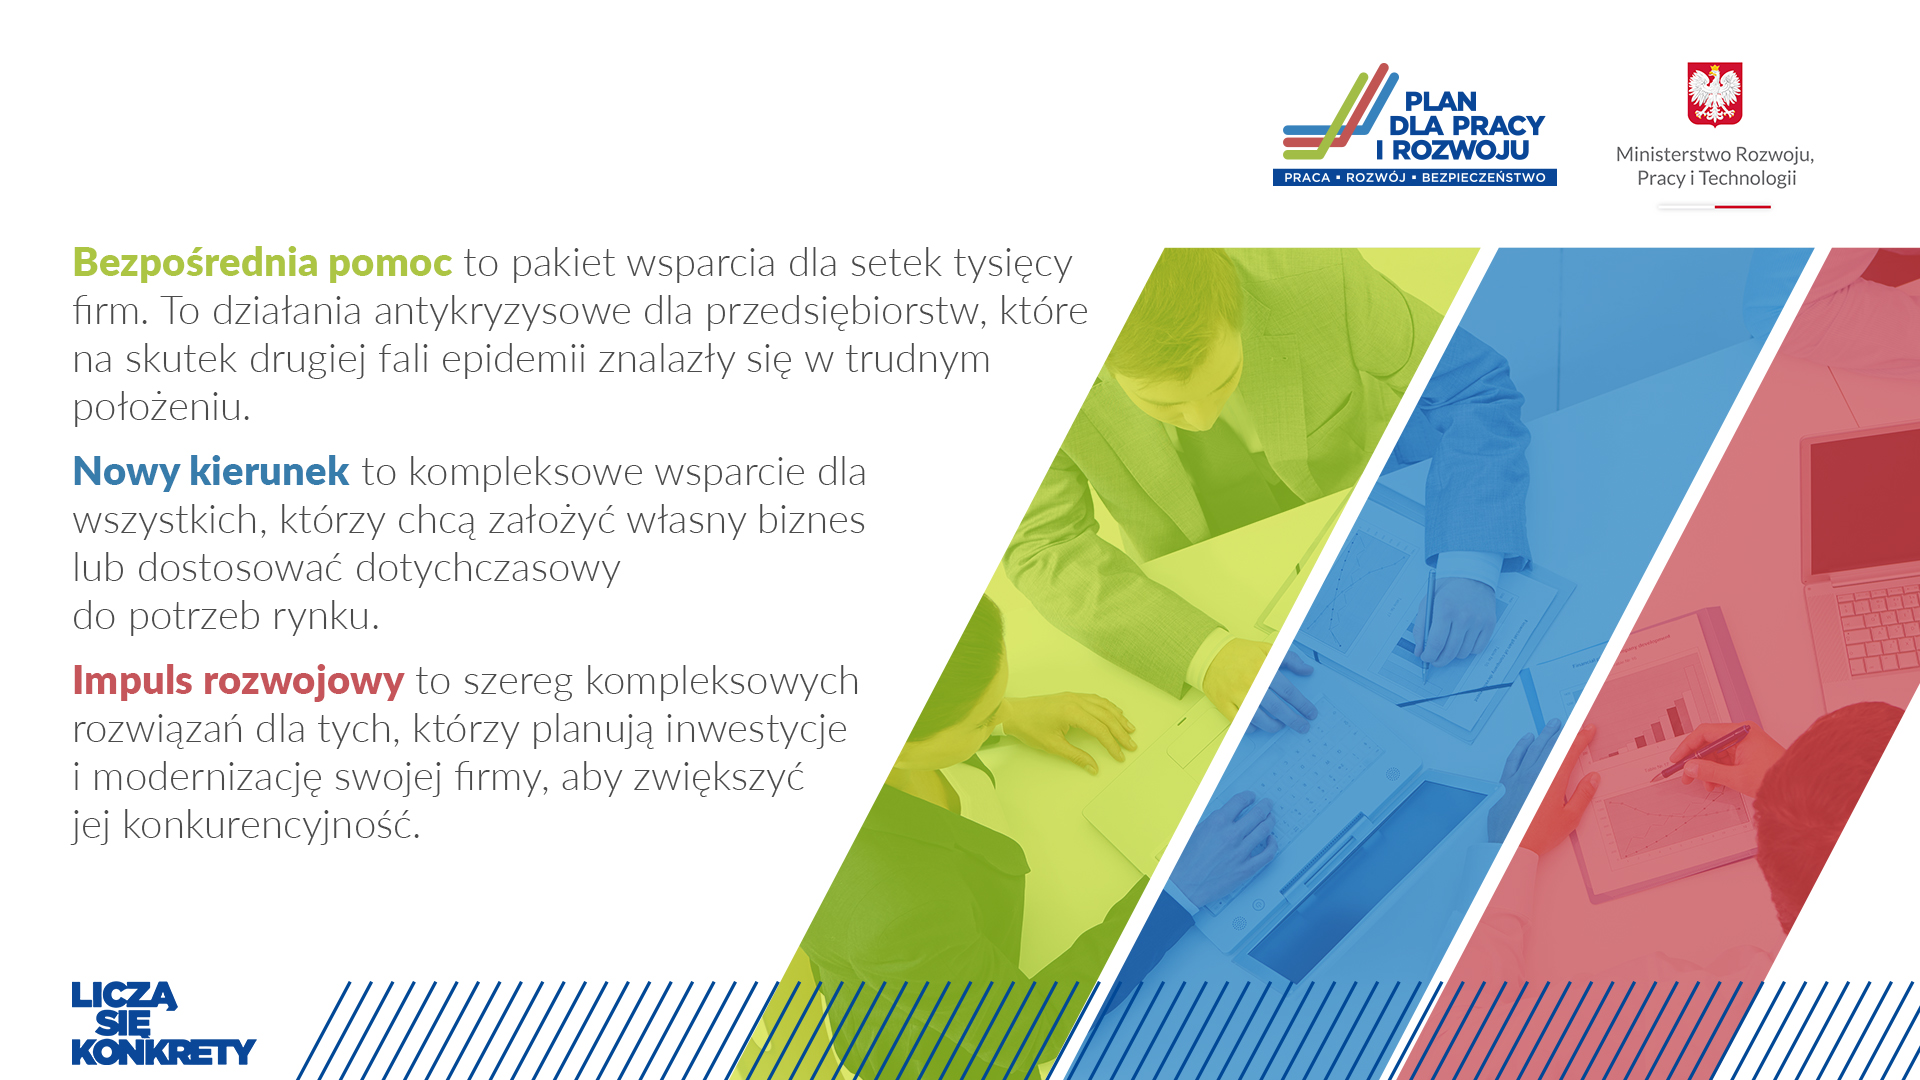 PLAN
DLA PRACY
I ROZWOJU
PRACA ▪ ROZWÓJ ▪ BEZPIECZEŃSTWO
Ministerstwo Rozwoju,
Pracy i Technologii
Bezpośrednia pomoc to pakiet wsparcia dla setek tysięcy
firm. To działania antykryzysowe dla przedsiębiorstw, które
na skutek drugiej fali epidemii znalazły się w trudnym
położeniu.
Nowy kierunek to kompleksowe wsparcie dla
wszystkich, którzy chcą założyć własny biznes
lub dostosować dotychczasowy
do potrzeb rynku.
Impuls rozwojowy to szereg kompleksowych
rozwiązań dla tych, którzy planują inwestycje
i modernizację swojej firmy, aby zwiększyć
jej konkurencyjność.
LICZĄ
SIĘ
KONKRETY